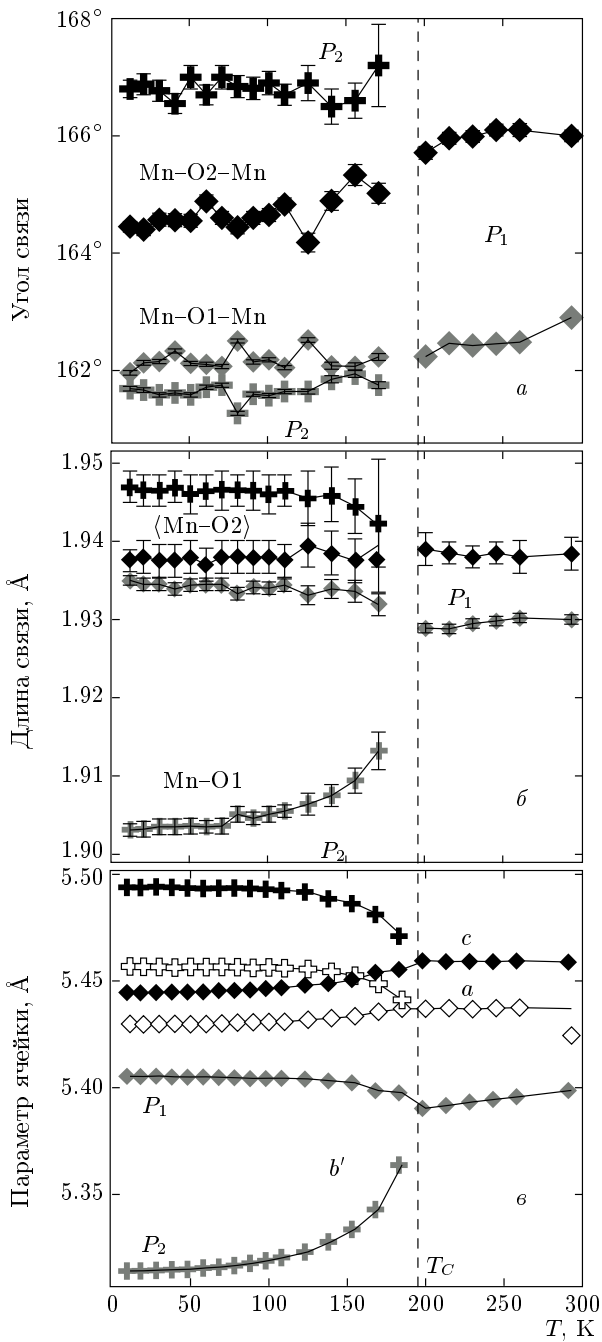 168°
166°
164°
162°
Угол связи
P2
Mn–O2–Mn
P1
Mn–O1–Mn
а
P2
1.95
1.94
1.93
1.92
1.91
1.90
Длина связи, Å
⟨Mn–O2⟩
P1
Mn–O1
б
P2
5.50
5.45
5.40
5.35
Параметр ячейки, Å
c
a
P1
b′
в
P2
TC
0 50 100 150 200 250 300
T, K